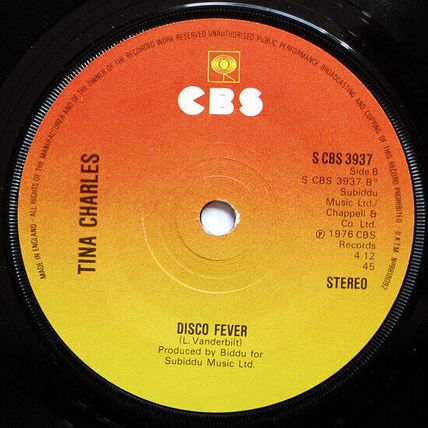 MADE IN ENGLAND · ALL RIGHTS OF THE MANUFACTURER AND OF THE OWNER OF THE RECORDED WORK RESERVED UNAUTHORISED PUBLIC PERFORMANCE BROADCASTING AND COPYING OF THIS RECORD PROHIBITED
CBS
TINA CHARLES
S CBS 3937
Side B
S CBS 3937 B°
Subiddu
Music Ltd./
Chappell &
Co. Ltd.
℗ 1976 CBS
Records
4.12
45
STEREO
DISCO FEVER
(L. Vanderbilt)
Produced by Biddu for
Subiddu Music Ltd.